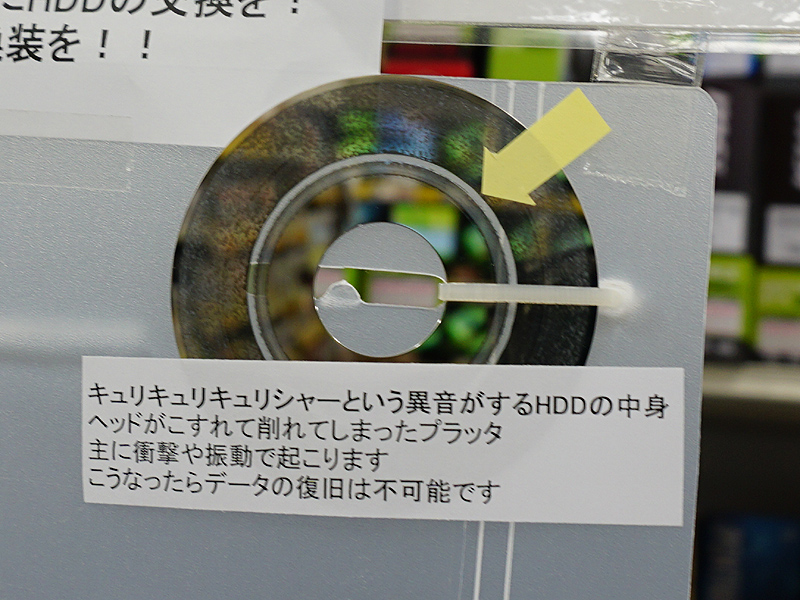 にHDDの交換を！
装を！！
キュリキュリキュリシャーという異音がするHDDの中身
ヘッドがこすれて削れてしまったプラッタ
主に衝撃や振動で起こります
こうなったらデータの復旧は不可能です